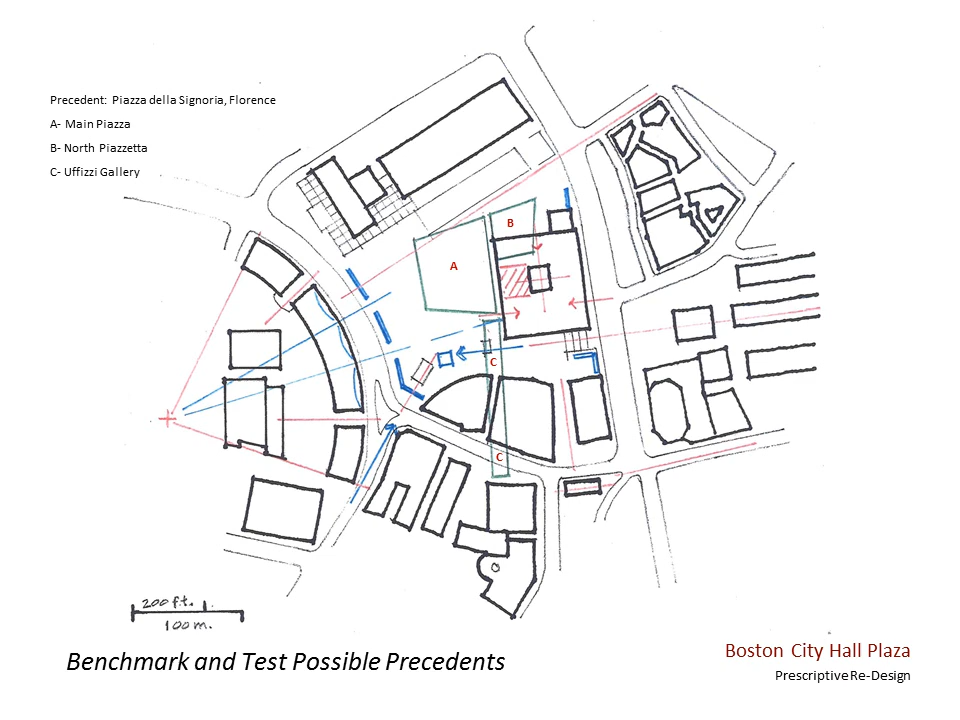 Precedent: Piazza della Signoria, Florence
A- Main Piazza
B- North Piazzetta
C- Uffizzi Gallery
B
A
C
C
200 ft.
100 m.
Benchmark and Test Possible Precedents
Boston City Hall Plaza
Prescriptive Re-Design